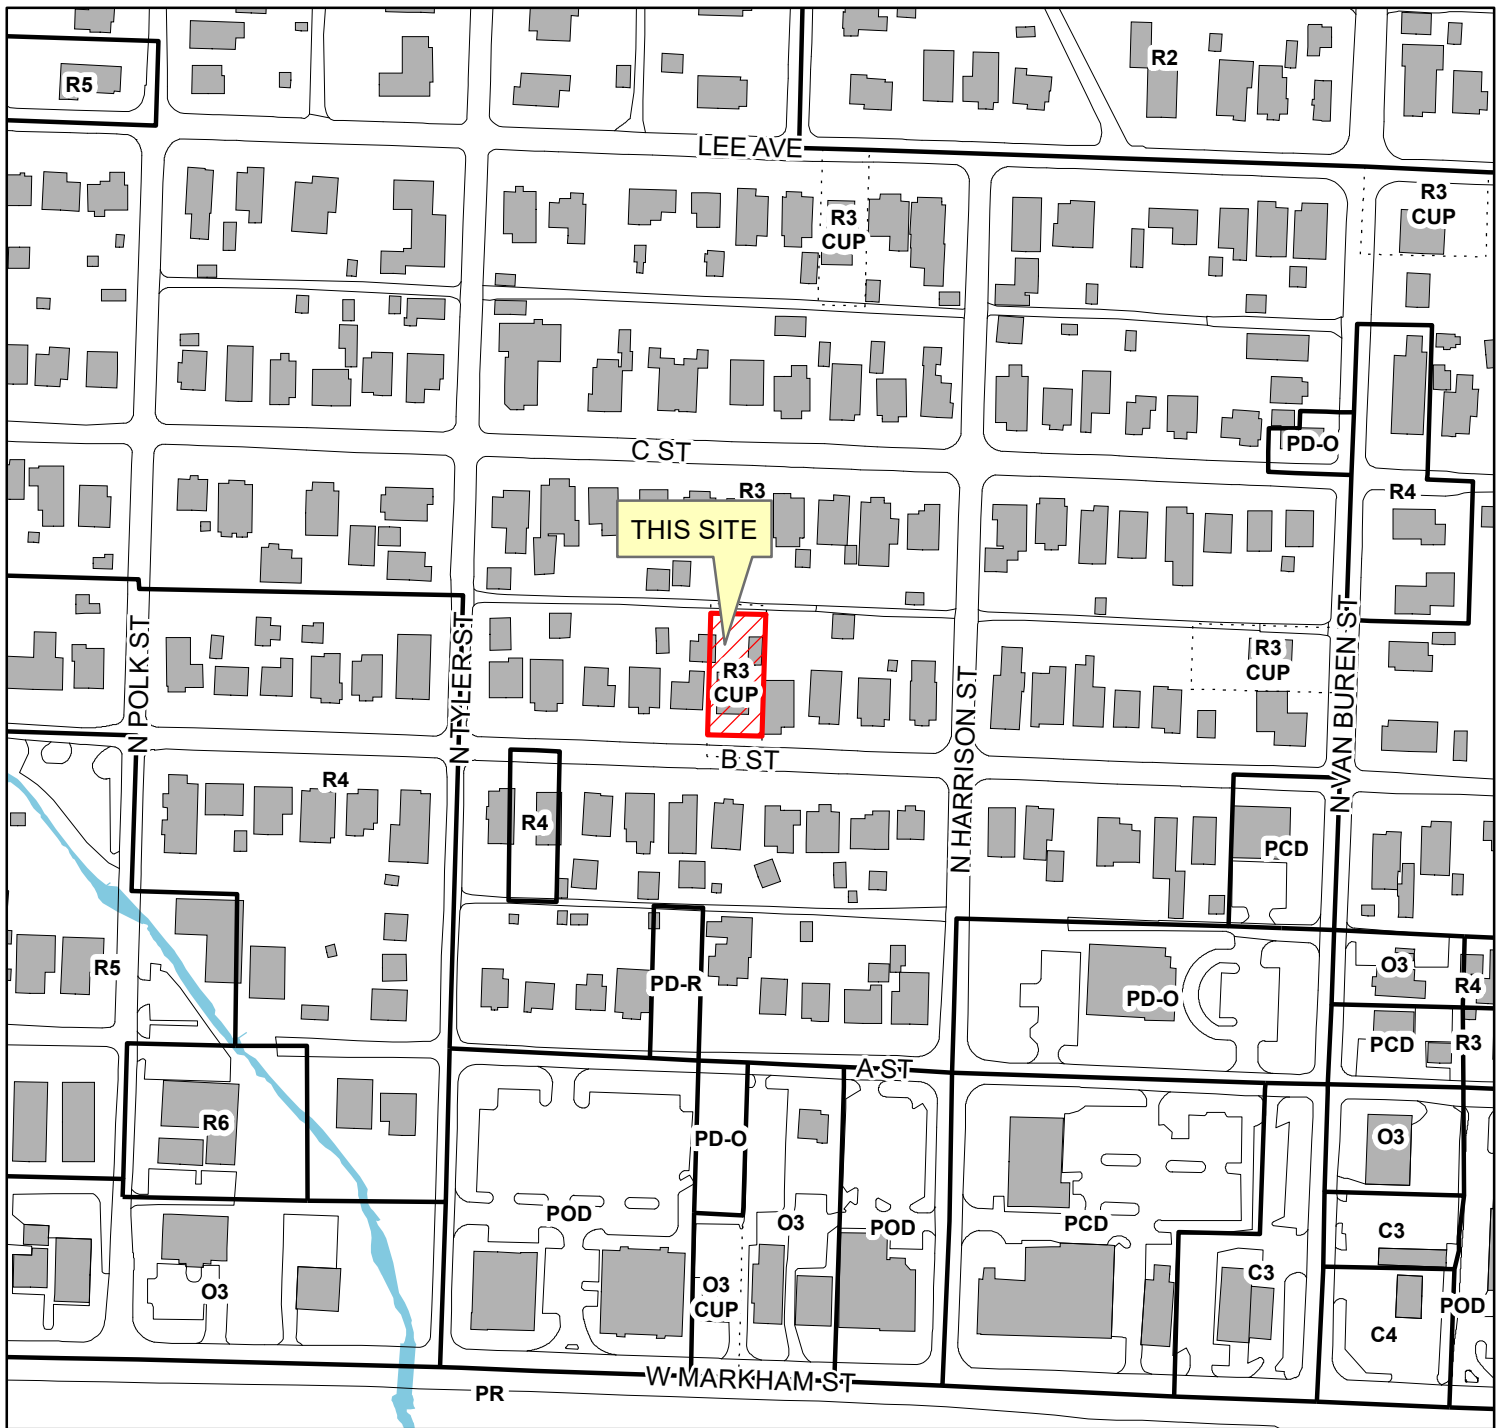 R2
R5
LEE AVE
R3
CUP
R3
CUP
C ST
PD-O
R3
R4
THIS SITE
N POLK ST
N TYLER ST
R3
CUP
N HARRISON ST
R3
CUP
N VAN BUREN ST
B ST
R4
R4
PCD
R5
PD-R
PD-O
O3
R4
PCD
R3
A ST
R6
PD-O
O3
POD
O3
POD
PCD
C3
O3
O3
CUP
C3
POD
C4
W MARKHAM ST
PR